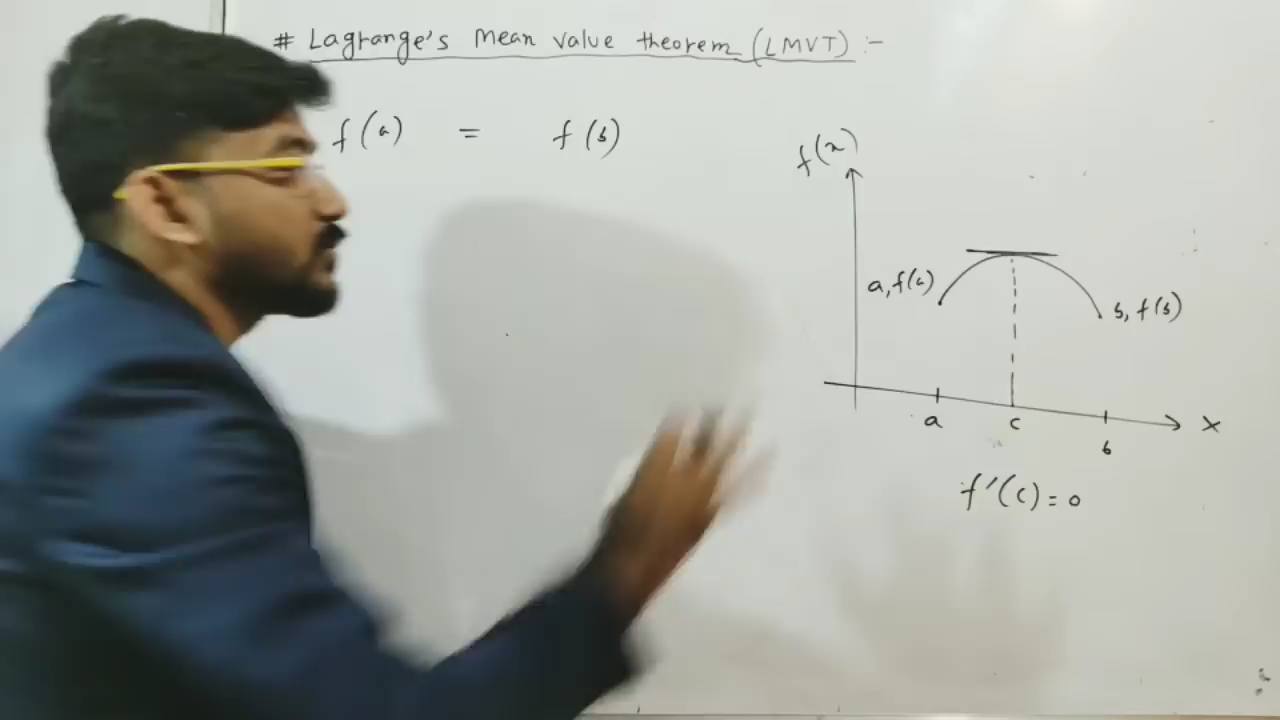 # Lagrange's Mean value theorem (LMVT) :-
f(a) = f(b)
f(x)
a, f(a)
b, f(b)
a
c
b
x
f'(c) = 0